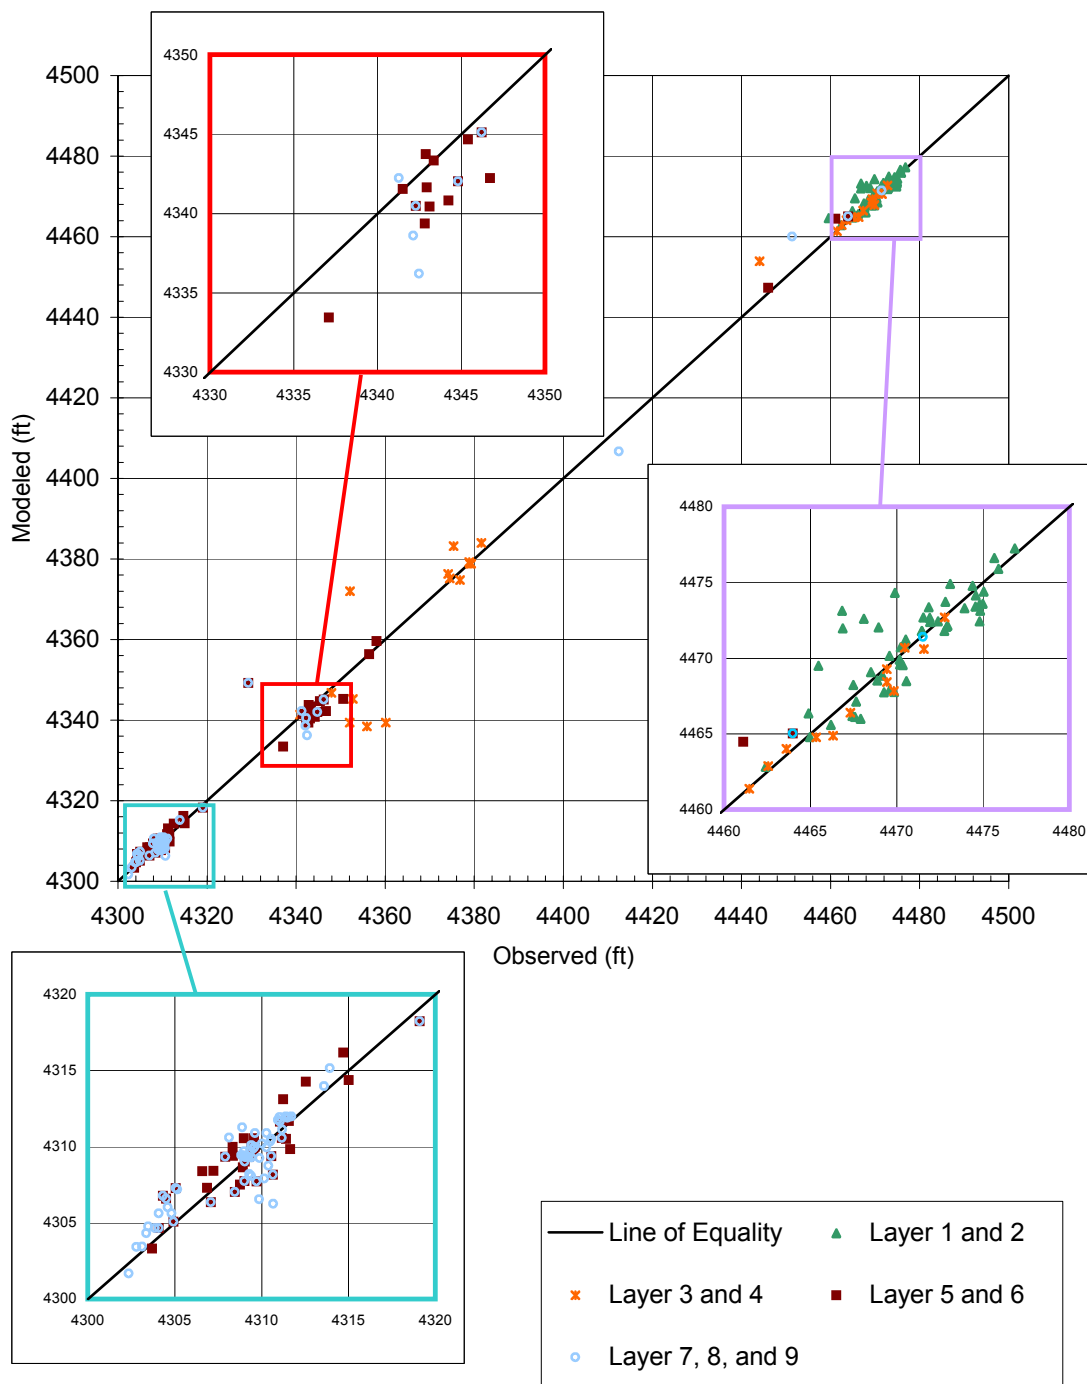 4350
4345
4340
4335
4330
4330 4335 4340 4345 4350
4500
4480
4460
4440
4420
4400
4380
4360
4340
4320
4300
Modeled (ft)
4480
4475
4470
4465
4460
4460 4465 4470 4475 4480
4300 4320 4340 4360 4380 4400 4420 4440 4460 4480 4500
Observed (ft)
4320
4315
4310
4305
4300
4300 4305 4310 4315 4320
Line of Equality Layer 1 and 2
Layer 3 and 4 Layer 5 and 6
Layer 7, 8, and 9